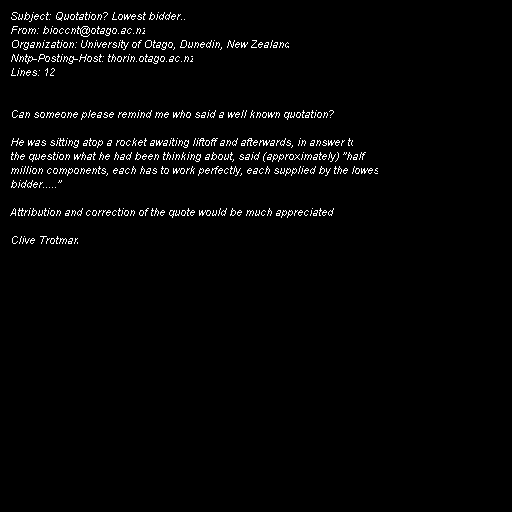 Subject: Quotation? Lowest bidder..
From: bioccnt@otago.ac.nz
Organization: University of Otago, Dunedin, New Zealand
Nntp-Posting-Host: thorin.otago.ac.nz
Lines: 12
Can someone please remind me who said a well known quotation?
He was sitting atop a rocket awaiting liftoff and afterwards, in answer to
the question what he had been thinking about, said (approximately) "half
million components, each has to work perfectly, each supplied by the lowes
bidder....."
Attribution and correction of the quote would be much appreciated
Clive Trotman